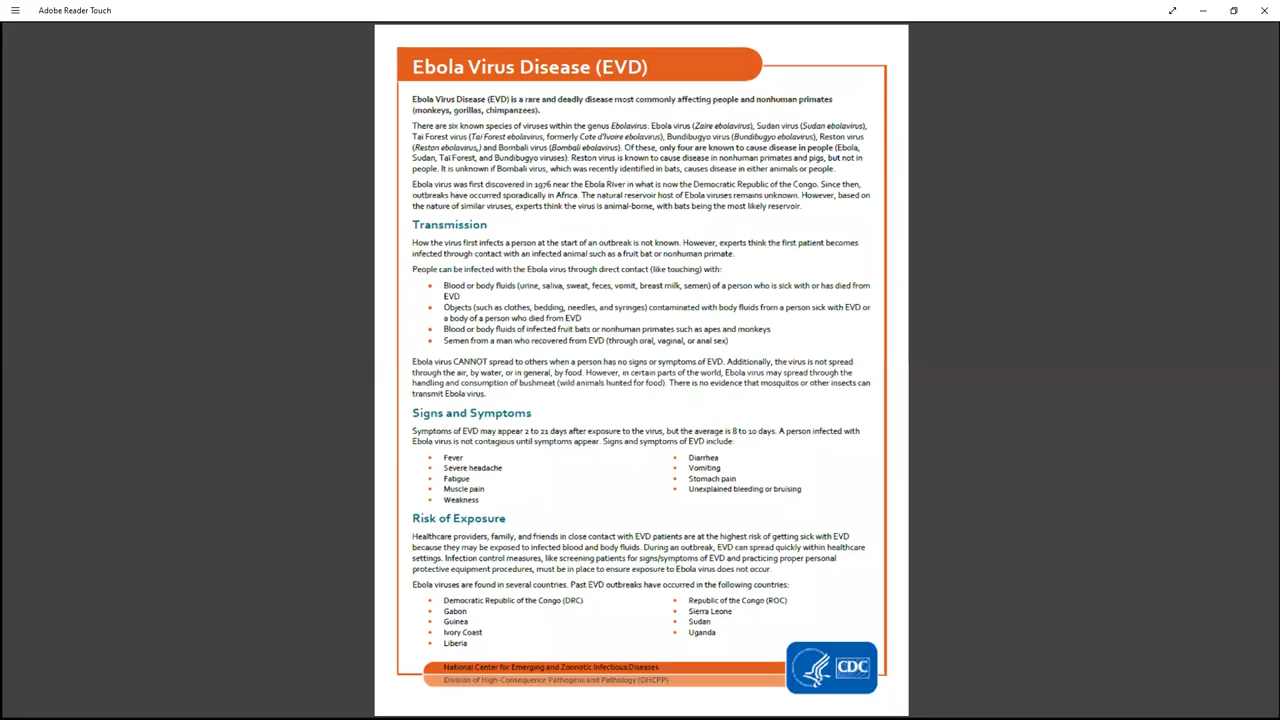 Adobe Reader Touch
Ebola Virus Disease (EVD)
Ebola Virus Disease (EVD) is a rare and deadly disease most commonly affecting people and nonhuman primates
(monkeys, gorillas, chimpanzees).
There are six known species of viruses within the genus Ebolavirus: Ebola virus (Zaire ebolavirus), Sudan virus (Sudan ebolavirus),
Taï Forest virus (Taï Forest ebolavirus, formerly Cote d'Ivoire ebolavirus), Bundibugyo virus (Bundibugyo ebolavirus), Reston virus
(Reston ebolavirus,) and Bombali virus (Bombali ebolavirus). Of these, only four are known to cause disease in people (Ebola,
Sudan, Taï Forest, and Bundibugyo viruses). Reston virus is known to cause disease in nonhuman primates and pigs, but not in
people. It is unknown if Bombali virus, which was recently identified in bats, causes disease in either animals or people.
Ebola virus was first discovered in 1976 near the Ebola River in what is now the Democratic Republic of the Congo. Since then,
outbreaks have occurred sporadically in Africa. The natural reservoir host of Ebola viruses remains unknown. However, based on
the nature of similar viruses, experts think the virus is animal-borne, with bats being the most likely reservoir.
Transmission
How the virus first infects a person at the start of an outbreak is not known. However, experts think the first patient becomes
infected through contact with an infected animal such as a fruit bat or nonhuman primate.
People can be infected with the Ebola virus through direct contact (like touching) with:
• Blood or body fluids (urine, saliva, sweat, feces, vomit, breast milk, semen) of a person who is sick with or has died from
EVD
• Objects (such as clothes, bedding, needles, and syringes) contaminated with body fluids from a person sick with EVD or
a body of a person who died from EVD
• Blood or body fluids of infected fruit bats or nonhuman primates such as apes and monkeys
• Semen from a man who recovered from EVD (through oral, vaginal, or anal sex)
Ebola virus CANNOT spread to others when a person has no signs or symptoms of EVD. Additionally, the virus is not spread
through the air, by water, or in general, by food. However, in certain parts of the world, Ebola virus may spread through the
handling and consumption of bushmeat (wild animals hunted for food). There is no evidence that mosquitos or other insects can
transmit Ebola virus.
Signs and Symptoms
Symptoms of EVD may appear 2 to 21 days after exposure to the virus, but the average is 8 to 10 days. A person infected with
Ebola virus is not contagious until symptoms appear. Signs and symptoms of EVD include:
• Fever
• Severe headache
• Fatigue
• Muscle pain
• Weakness
• Diarrhea
• Vomiting
• Stomach pain
• Unexplained bleeding or bruising
Risk of Exposure
Healthcare providers, family, and friends in close contact with EVD patients are at the highest risk of getting sick with EVD
because they may be exposed to infected blood and body fluids. During an outbreak, EVD can spread quickly within healthcare
settings. Infection control measures, like screening patients for signs/symptoms of EVD and practicing proper personal
protective equipment procedures, must be in place to ensure exposure to Ebola virus does not occur.
Ebola viruses are found in several countries. Past EVD outbreaks have occurred in the following countries:
• Democratic Republic of the Congo (DRC)
• Gabon
• Guinea
• Ivory Coast
• Liberia
• Republic of the Congo (ROC)
• Sierra Leone
• Sudan
• Uganda
National Center for Emerging and Zoonotic Infectious Diseases
Division of High-Consequence Pathogens and Pathology (DHCPP)
CDC